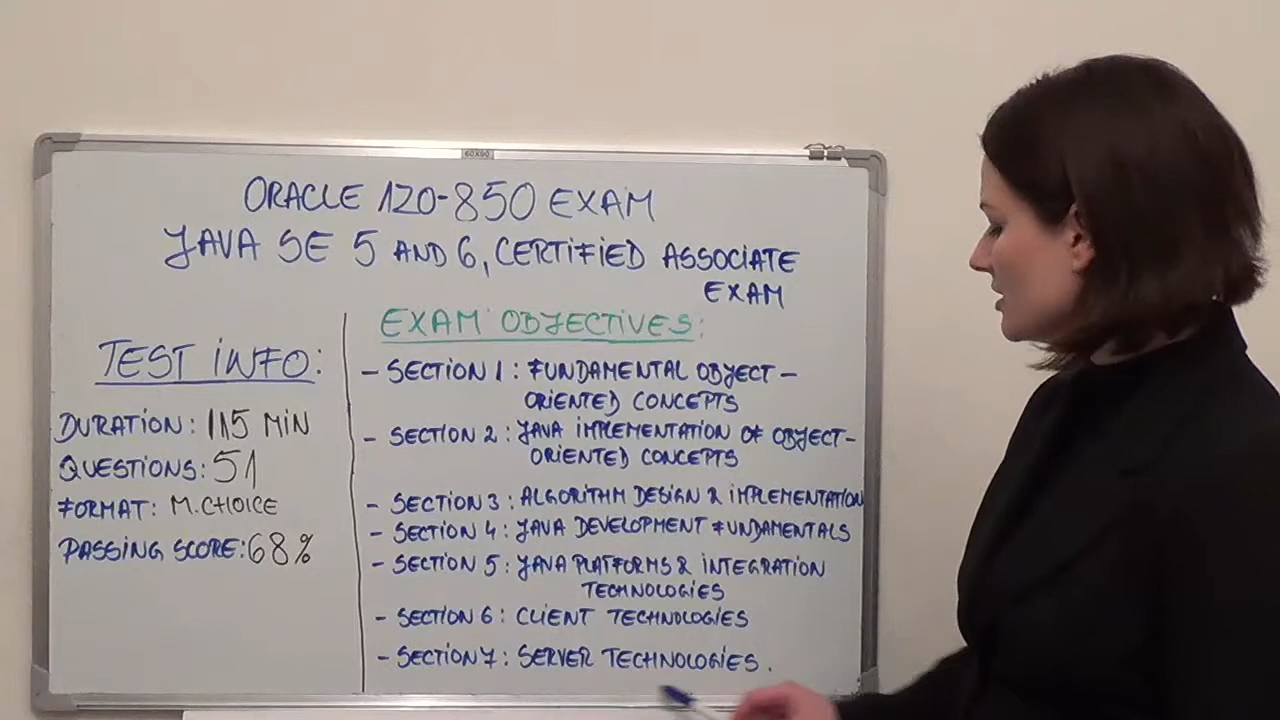 60X90
ORACLE 1Z0-850 EXAM
JAVA SE 5 AND 6, CERTIFIED ASSOCIATE
EXAM
TEST INFO:
DURATION: 115 MIN
QUESTIONS: 51
FORMAT: M. CHOICE
PASSING SCORE: 68%
EXAM OBJECTIVES:
- SECTION 1: FUNDAMENTAL OBJECT-
ORIENTED CONCEPTS
- SECTION 2: JAVA IMPLEMENTATION OF OBJECT-
ORIENTED CONCEPTS
- SECTION 3: ALGORITHM DESIGN & IMPLEMENTATION
- SECTION 4: JAVA DEVELOPMENT FUNDAMENTALS
- SECTION 5: JAVA PLATFORMS & INTEGRATION
TECHNOLOGIES
- SECTION 6: CLIENT TECHNOLOGIES
- SECTION 7: SERVER TECHNOLOGIES.